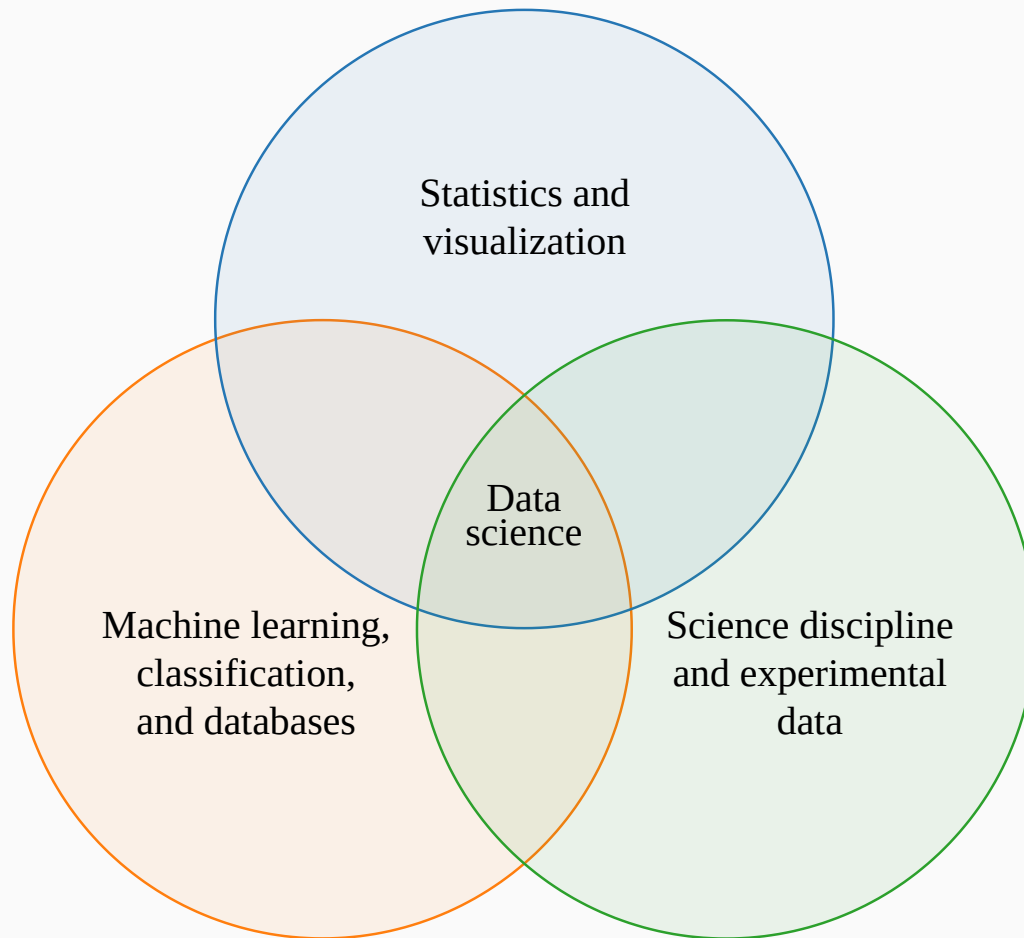 Statistics and
visualization
Data
science
Machine learning,
classification,
and databases
Science discipline
and experimental
data